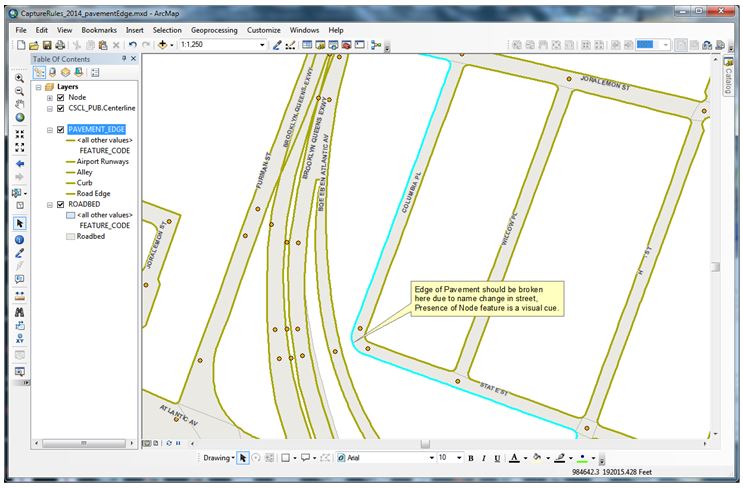 CaptureRules_2014_pavementEdge.mxd - ArcMap
File Edit View Bookmarks Insert Selection Geoprocessing Customize Windows Help
1:1,250
Table Of Contents
Layers
Node
CSCL_PUB.Centerline
PAVEMENT_EDGE
<all other values>
FEATURE_CODE
Airport Runways
Alley
Curb
Road Edge
ROADBED
<all other values>
FEATURE_CODE
Roadbed
JORALEMON ST
FURMAN ST
BROOKLYN QUEENS EXWY
BROOKLYN QUEENS EXWY
BQE EB EN ATLANTIC AV
COLUMBIA PL
WILLOW PL
ST
JORALEMON ST
Edge of Pavement should be broken
here due to name change in street,
Presence of Node feature is a visual cue.
STATE ST
ATLANTIC AV
Catalog
Drawing
Arial
10
B I U A
984642.3 192015.428 Feet